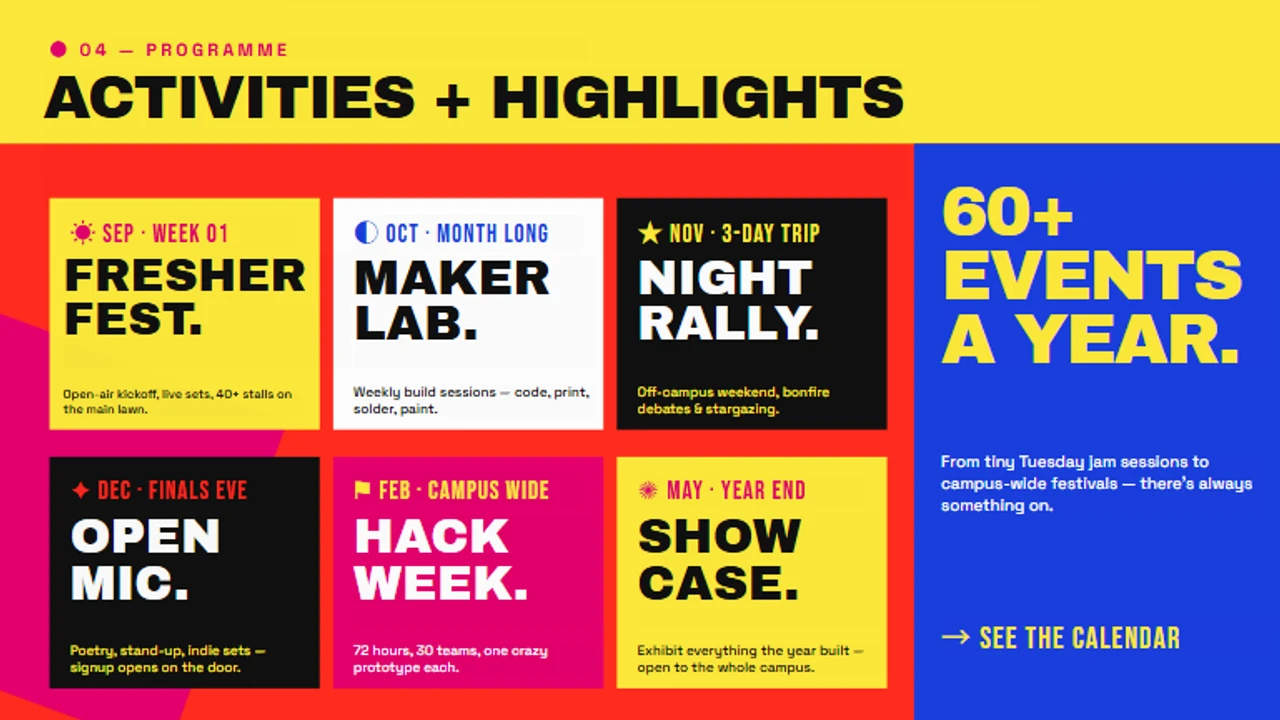 04 — PROGRAMME
ACTIVITIES + HIGHLIGHTS
SEP · WEEK 01
FRESHER
FEST.
Open-air kickoff, live sets, 40+ stalls on
the main lawn.
OCT · MONTH LONG
MAKER
LAB.
Weekly build sessions — code, print,
solder, paint.
NOV · 3-DAY TRIP
NIGHT
RALLY.
Off-campus weekend, bonfire
debates & stargazing.
DEC · FINALS EVE
OPEN
MIC.
Poetry, stand-up, indie sets —
signup opens on the door.
FEB · CAMPUS WIDE
HACK
WEEK.
72 hours, 30 teams, one crazy
prototype each.
MAY · YEAR END
SHOW
CASE.
Exhibit everything the year built —
open to the whole campus.
60+
EVENTS
A YEAR.
From tiny Tuesday jam sessions to
campus-wide festivals — there's always
something on.
→ SEE THE CALENDAR